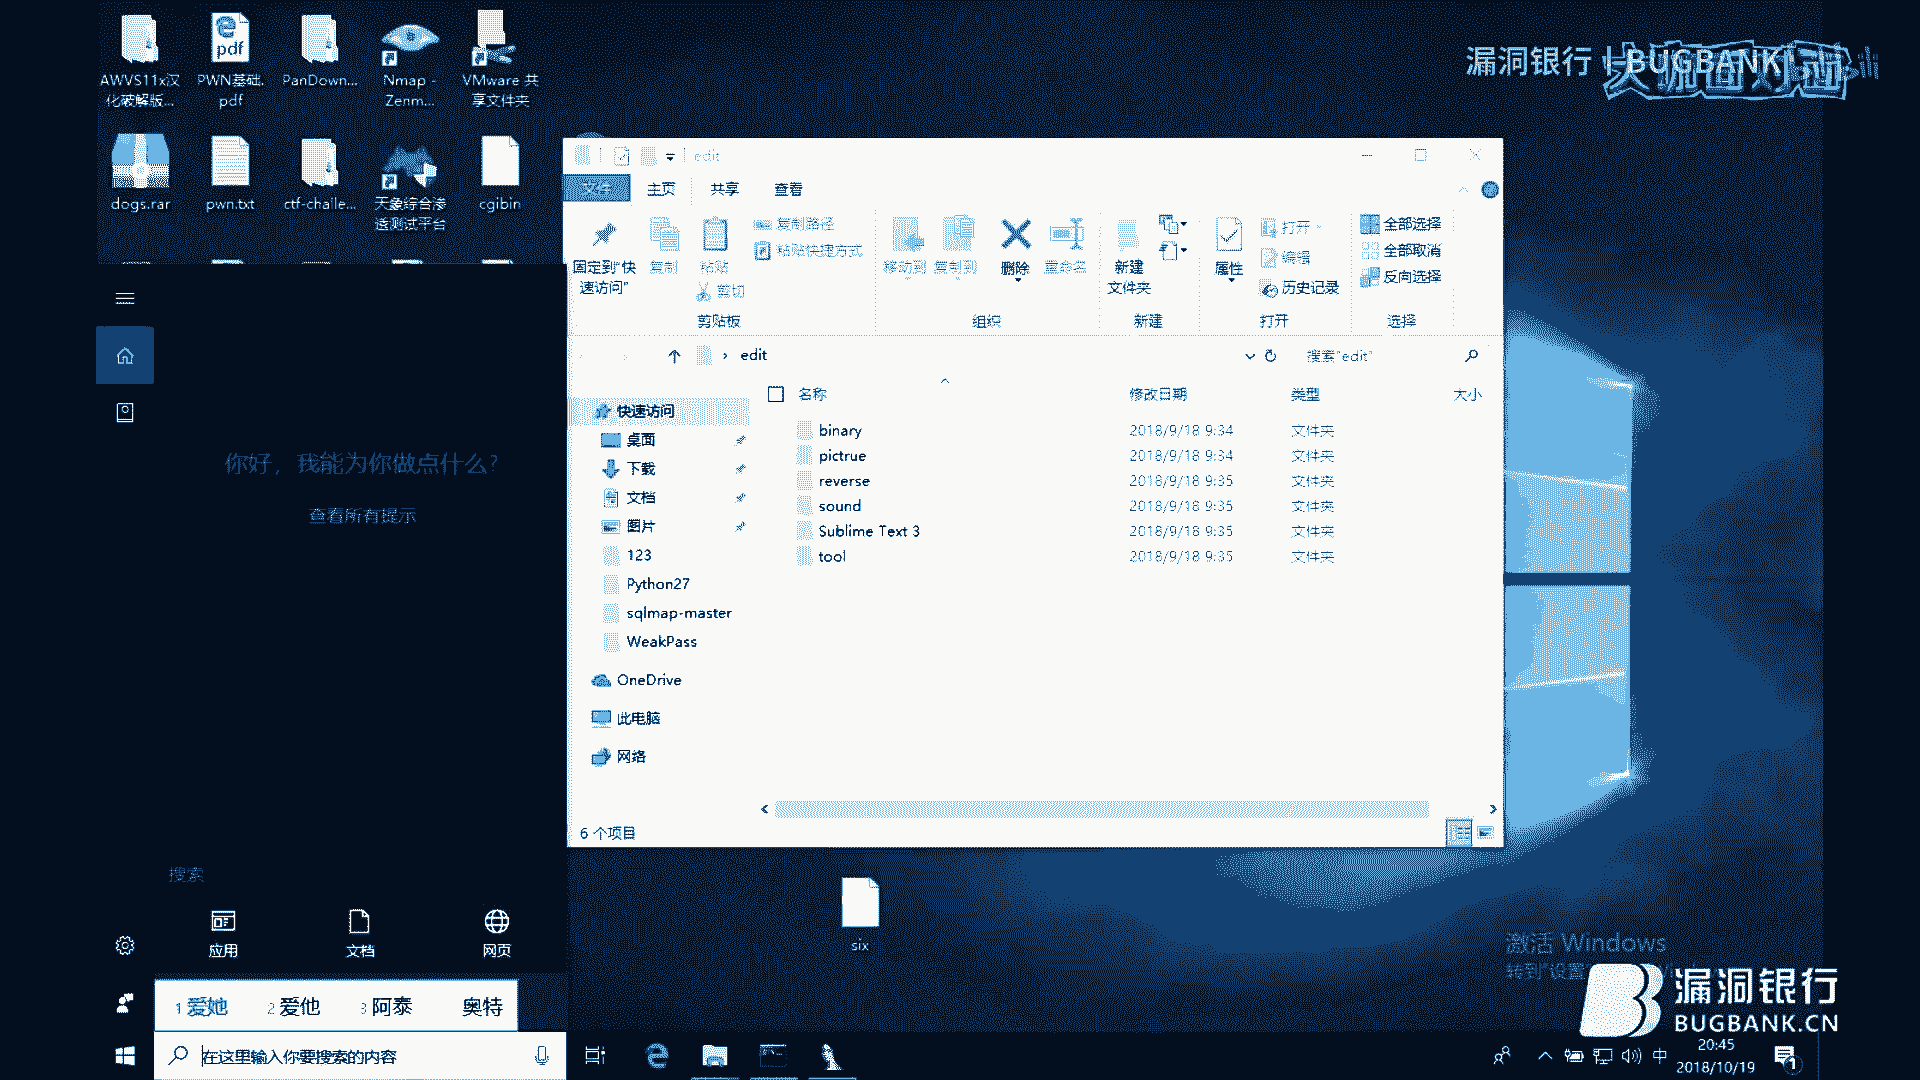 漏洞银行 | BUGBANK
大咖面对面
AWVS11x汉
化破解版...
PWN基础.
pdf
PanDown...
Nmap -
Zenm...
VMware 共
享文件夹
dogs.rar
pwn.txt
ctf-challe...
天象综合渗
透测试平台
cgibin
edit
文件
主页
共享
查看
固定到"快
速访问"
复制
粘贴
复制路径
粘贴快捷方式
剪切
剪贴板
移动到
复制到
删除
重命名
组织
新建
文件夹
新建
属性
打开
编辑
历史记录
打开
全部选择
全部取消
反向选择
选择
edit
搜索"edit"
名称
修改日期
类型
大小
快速访问
桌面
下载
文档
图片
123
Python27
sqlmap-master
WeakPass
OneDrive
此电脑
网络
binary 2018/9/18 9:34 文件夹
pictrue 2018/9/18 9:34 文件夹
reverse 2018/9/18 9:35 文件夹
sound 2018/9/18 9:35 文件夹
Sublime Text 3 2018/9/18 9:35 文件夹
tool 2018/9/18 9:35 文件夹
6 个项目
你好，我能为你做点什么?
查看所有提示
搜索
应用
文档
网页
1 爱她 2 爱他 3 阿泰 奥特
在这里输入你要搜索的内容
six
激活 Windows
转到"设置"
漏洞银行
BUGBANK.CN
中
20:45
2018/10/19
1